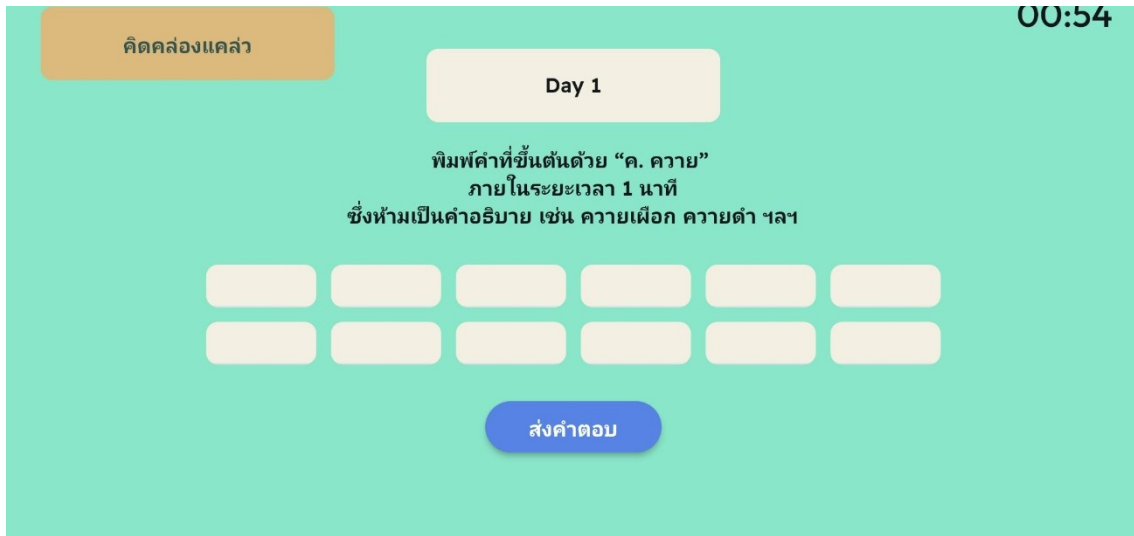 คิดคล่องแคล่ว
00:54
Day 1
พิมพ์คำที่ขึ้นต้นด้วย “ค. ควาย”
ภายในระยะเวลา 1 นาที
ซึ่งห้ามเป็นคำอธิบาย เช่น ควายเผือก ควายดำ ฯลฯ
ส่งคำตอบ